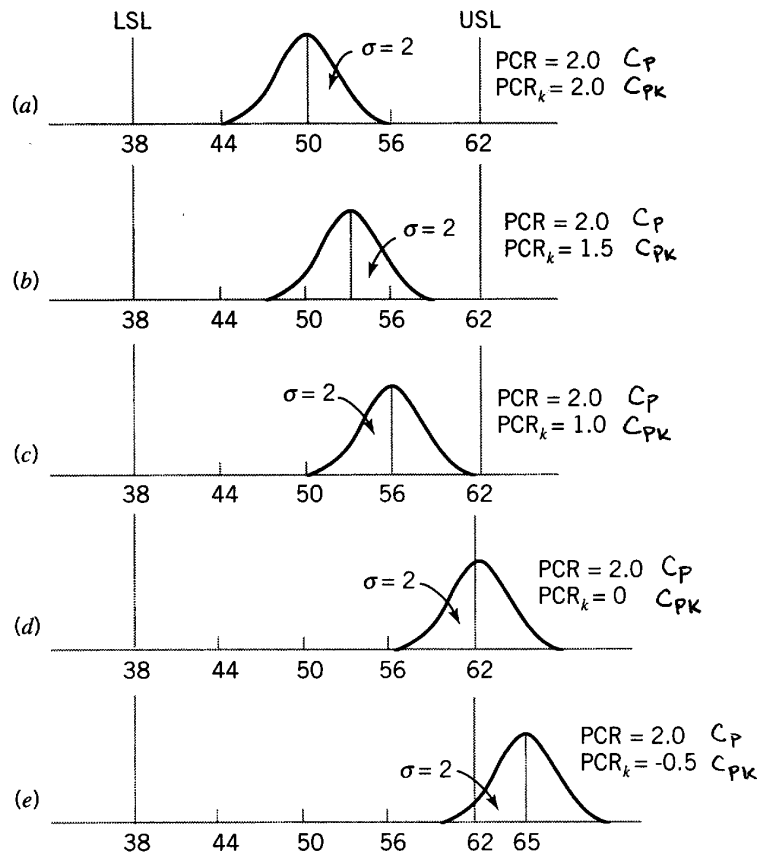 LSL USL
σ = 2
PCR = 2.0 CP
PCRk = 2.0 CPK
(a)
38 44 50 56 62
σ = 2
PCR = 2.0 CP
PCRk = 1.5 CPK
(b)
38 44 50 56 62
σ = 2
PCR = 2.0 CP
PCRk = 1.0 CPK
(c)
38 44 50 56 62
σ = 2
PCR = 2.0 CP
PCRk = 0 CPK
(d)
38 44 50 56 62
σ = 2
PCR = 2.0 CP
PCRk = -0.5 CPK
(e)
38 44 50 56 62 65